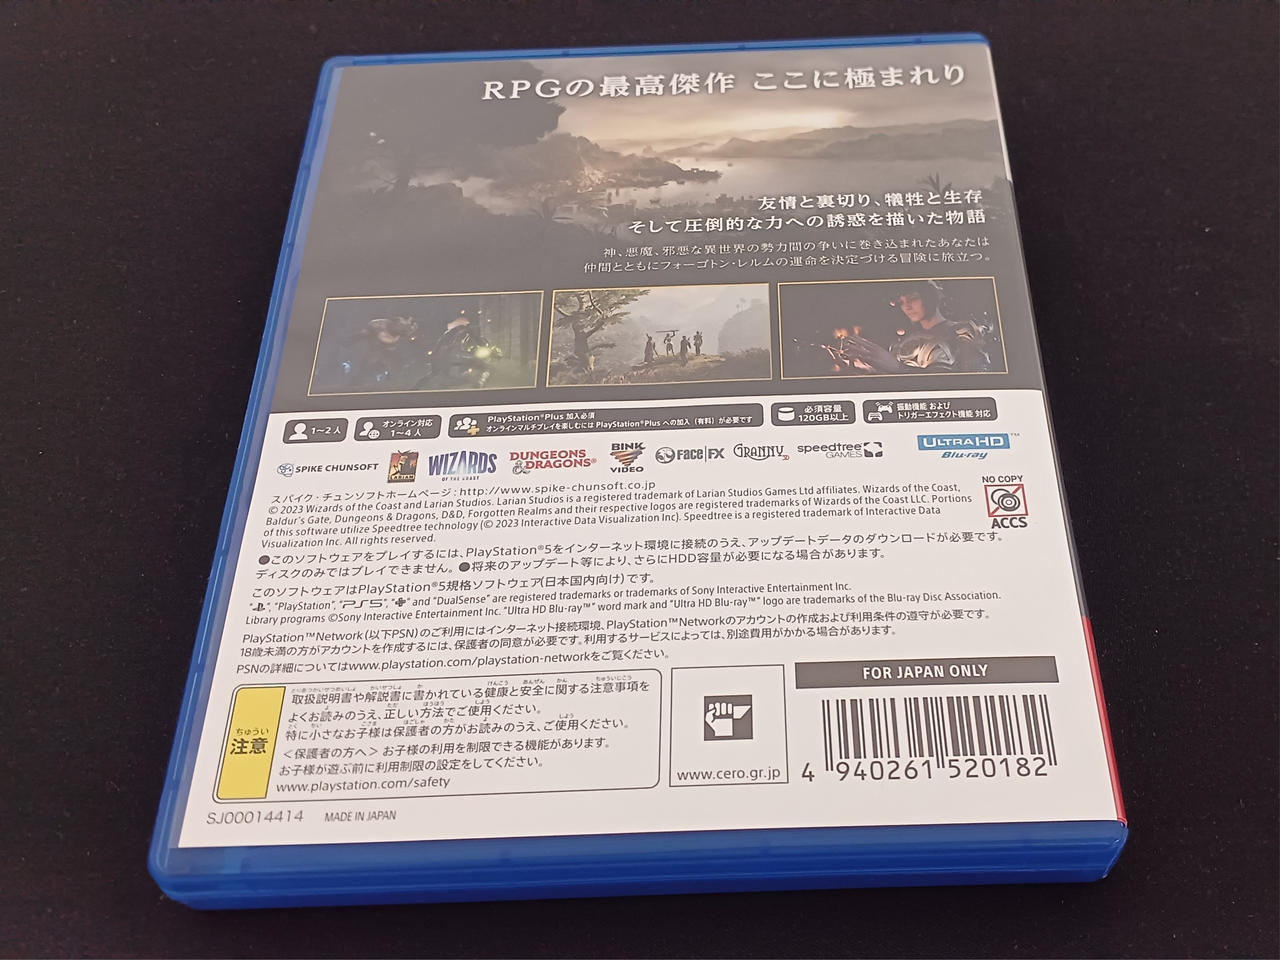 RPGの最高傑作 ここに極まれり
友情と裏切り、犠牲と生存
そして圧倒的な力への誘惑を描いた物語
神、悪魔、邪悪な異世界の勢力間の争いに巻き込まれたあなたは
仲間とともにフォーゴトン・レルムの運命を決定づける冒険に旅立つ。
1~2人
オンライン対応
1~4人
PlayStation®Plus 加入必須
オンラインマルチプレイを楽しむには PlayStation®Plus への加入(有料)が必要です
必須容量
120GB以上
振動機能 および
トリガーエフェクト機能 対応
SPIKE CHUNSOFT
LARIAN
WIZARDS
OF THE COAST
DUNGEONS
& DRAGONS®
BINK
VIDEO
FACE FX
GRANNY 3D
speedtree
GAMES
ULTRA HD™
Blu-ray
スパイク・チュンソフトホームページ:http://www.spike-chunsoft.co.jp
© 2023 Wizards of the Coast and Larian Studios. Larian Studios is a registered trademark of Larian Studios Games Ltd affiliates. Wizards of the Coast,
Baldur's Gate, Dungeons & Dragons, D&D, Forgotten Realms and their respective logos are registered trademarks of Wizards of the Coast LLC. Portions
of this software utilize Speedtree technology (© 2023 Interactive Data Visualization Inc). Speedtree is a registered trademark of Interactive Data
Visualization Inc. All rights reserved.
NO COPY
ACCS
●このソフトウェアをプレイするには、PlayStation®5をインターネット環境に接続のうえ、アップデートデータのダウンロードが必要です。
ディスクのみではプレイできません。●将来のアップデート等により、さらにHDD容量が必要になる場合があります。
このソフトウェアはPlayStation®5規格ソフトウェア(日本国内向け)です。
" ", "PlayStation", "PS5", " " and "DualSense" are registered trademarks or trademarks of Sony Interactive Entertainment Inc.
Library programs ©Sony Interactive Entertainment Inc. "Ultra HD Blu-ray™" word mark and "Ultra HD Blu-ray™" logo are trademarks of the Blu-ray Disc Association.
PlayStation™Network(以下PSN)のご利用にはインターネット接続環境、PlayStation™Networkのアカウントの作成および利用条件の遵守が必要です。
18歳未満の方がアカウントを作成するには、保護者の同意が必要です。利用するサービスによっては、別途費用がかかる場合があります。
PSNの詳細についてはwww.playstation.com/playstation-networkをご覧ください。
ちゅうい
注意
取扱説明書や解説書に書かれている健康と安全に関する注意事項を
よくお読みのうえ、正しい方法でご使用ください。
特に小さなお子様は保護者の方がお読みのうえ、ご使用ください。
<保護者の方へ>お子様の利用を制限できる機能があります。
お子様が遊ぶ前に利用制限の設定をしてください。
www.playstation.com/safety
www.cero.gr.jp
FOR JAPAN ONLY
4 940261 520182
SJ00014414 MADE IN JAPAN